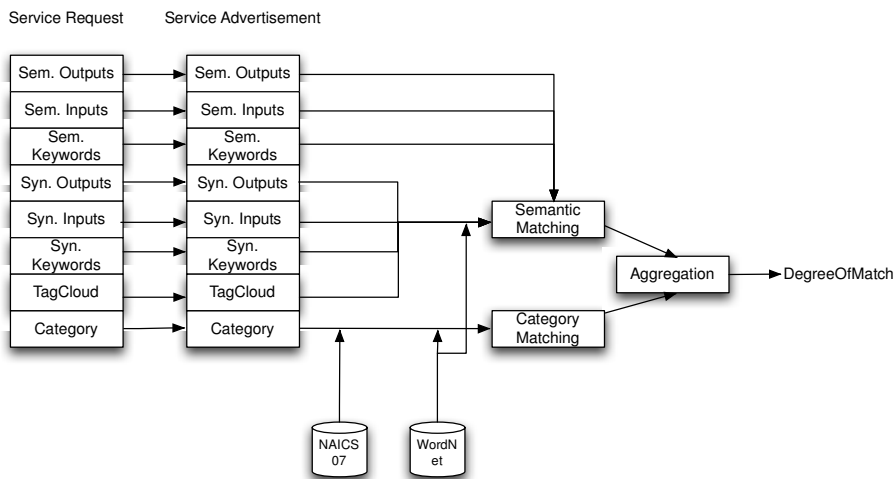 Service Request
Service Advertisement
Sem. Outputs
Sem. Outputs
Sem. Inputs
Sem. Inputs
Sem.
Keywords
Sem.
Keywords
Syn. Outputs
Syn. Outputs
Syn. Inputs
Syn. Inputs
Syn.
Keywords
Syn.
Keywords
TagCloud
TagCloud
Category
Category
Semantic
Matching
Category
Matching
Aggregation
DegreeOfMatch
NAICS
07
WordN
et